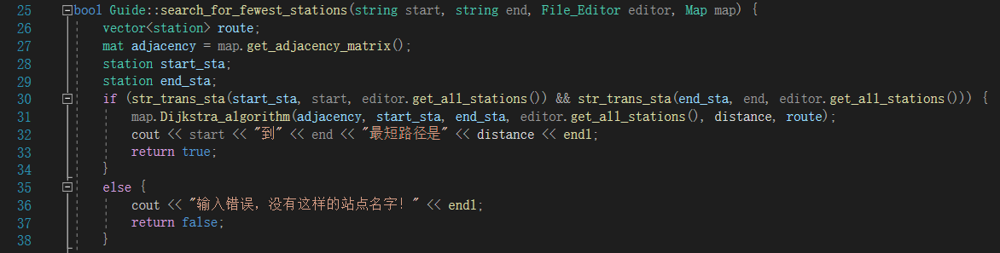 25 bool Guide::search_for_fewest_stations(string start, string end, File_Editor editor, Map map) {
26 vector<station> route;
27 mat adjacency = map.get_adjacency_matrix();
28 station start_sta;
29 station end_sta;
30 if (str_trans_sta(start_sta, start, editor.get_all_stations()) && str_trans_sta(end_sta, end, editor.get_all_stations())) {
31 map.Dijkstra_algorithm(adjacency, start_sta, end_sta, editor.get_all_stations(), distance, route);
32 cout << start << "到" << end << "最短路径是" << distance << endl;
33 return true;
34 }
35 else {
36 cout << "输入错误，没有这样的站点名字！" << endl;
37 return false;
38 }